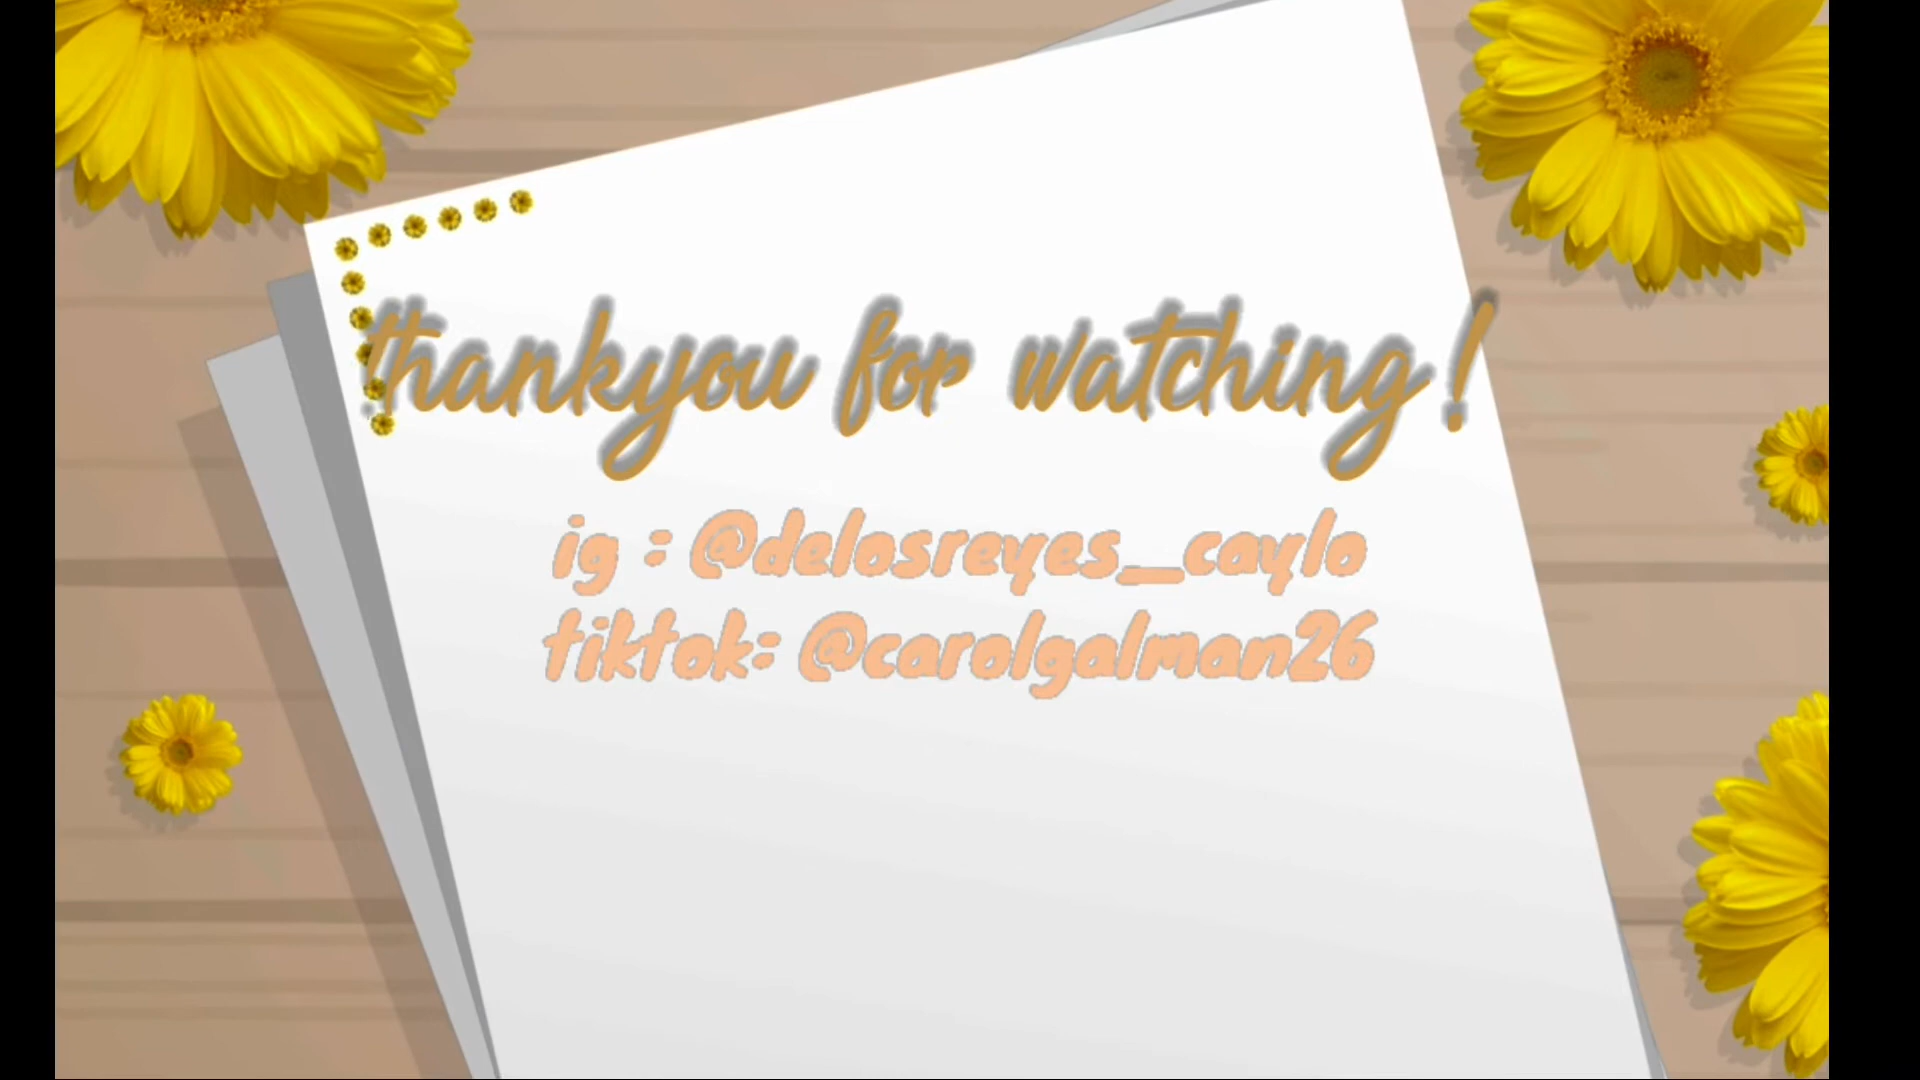 thankyou for watching!
ig : @delosreyes_caylo
tiktok: @carolgalman26